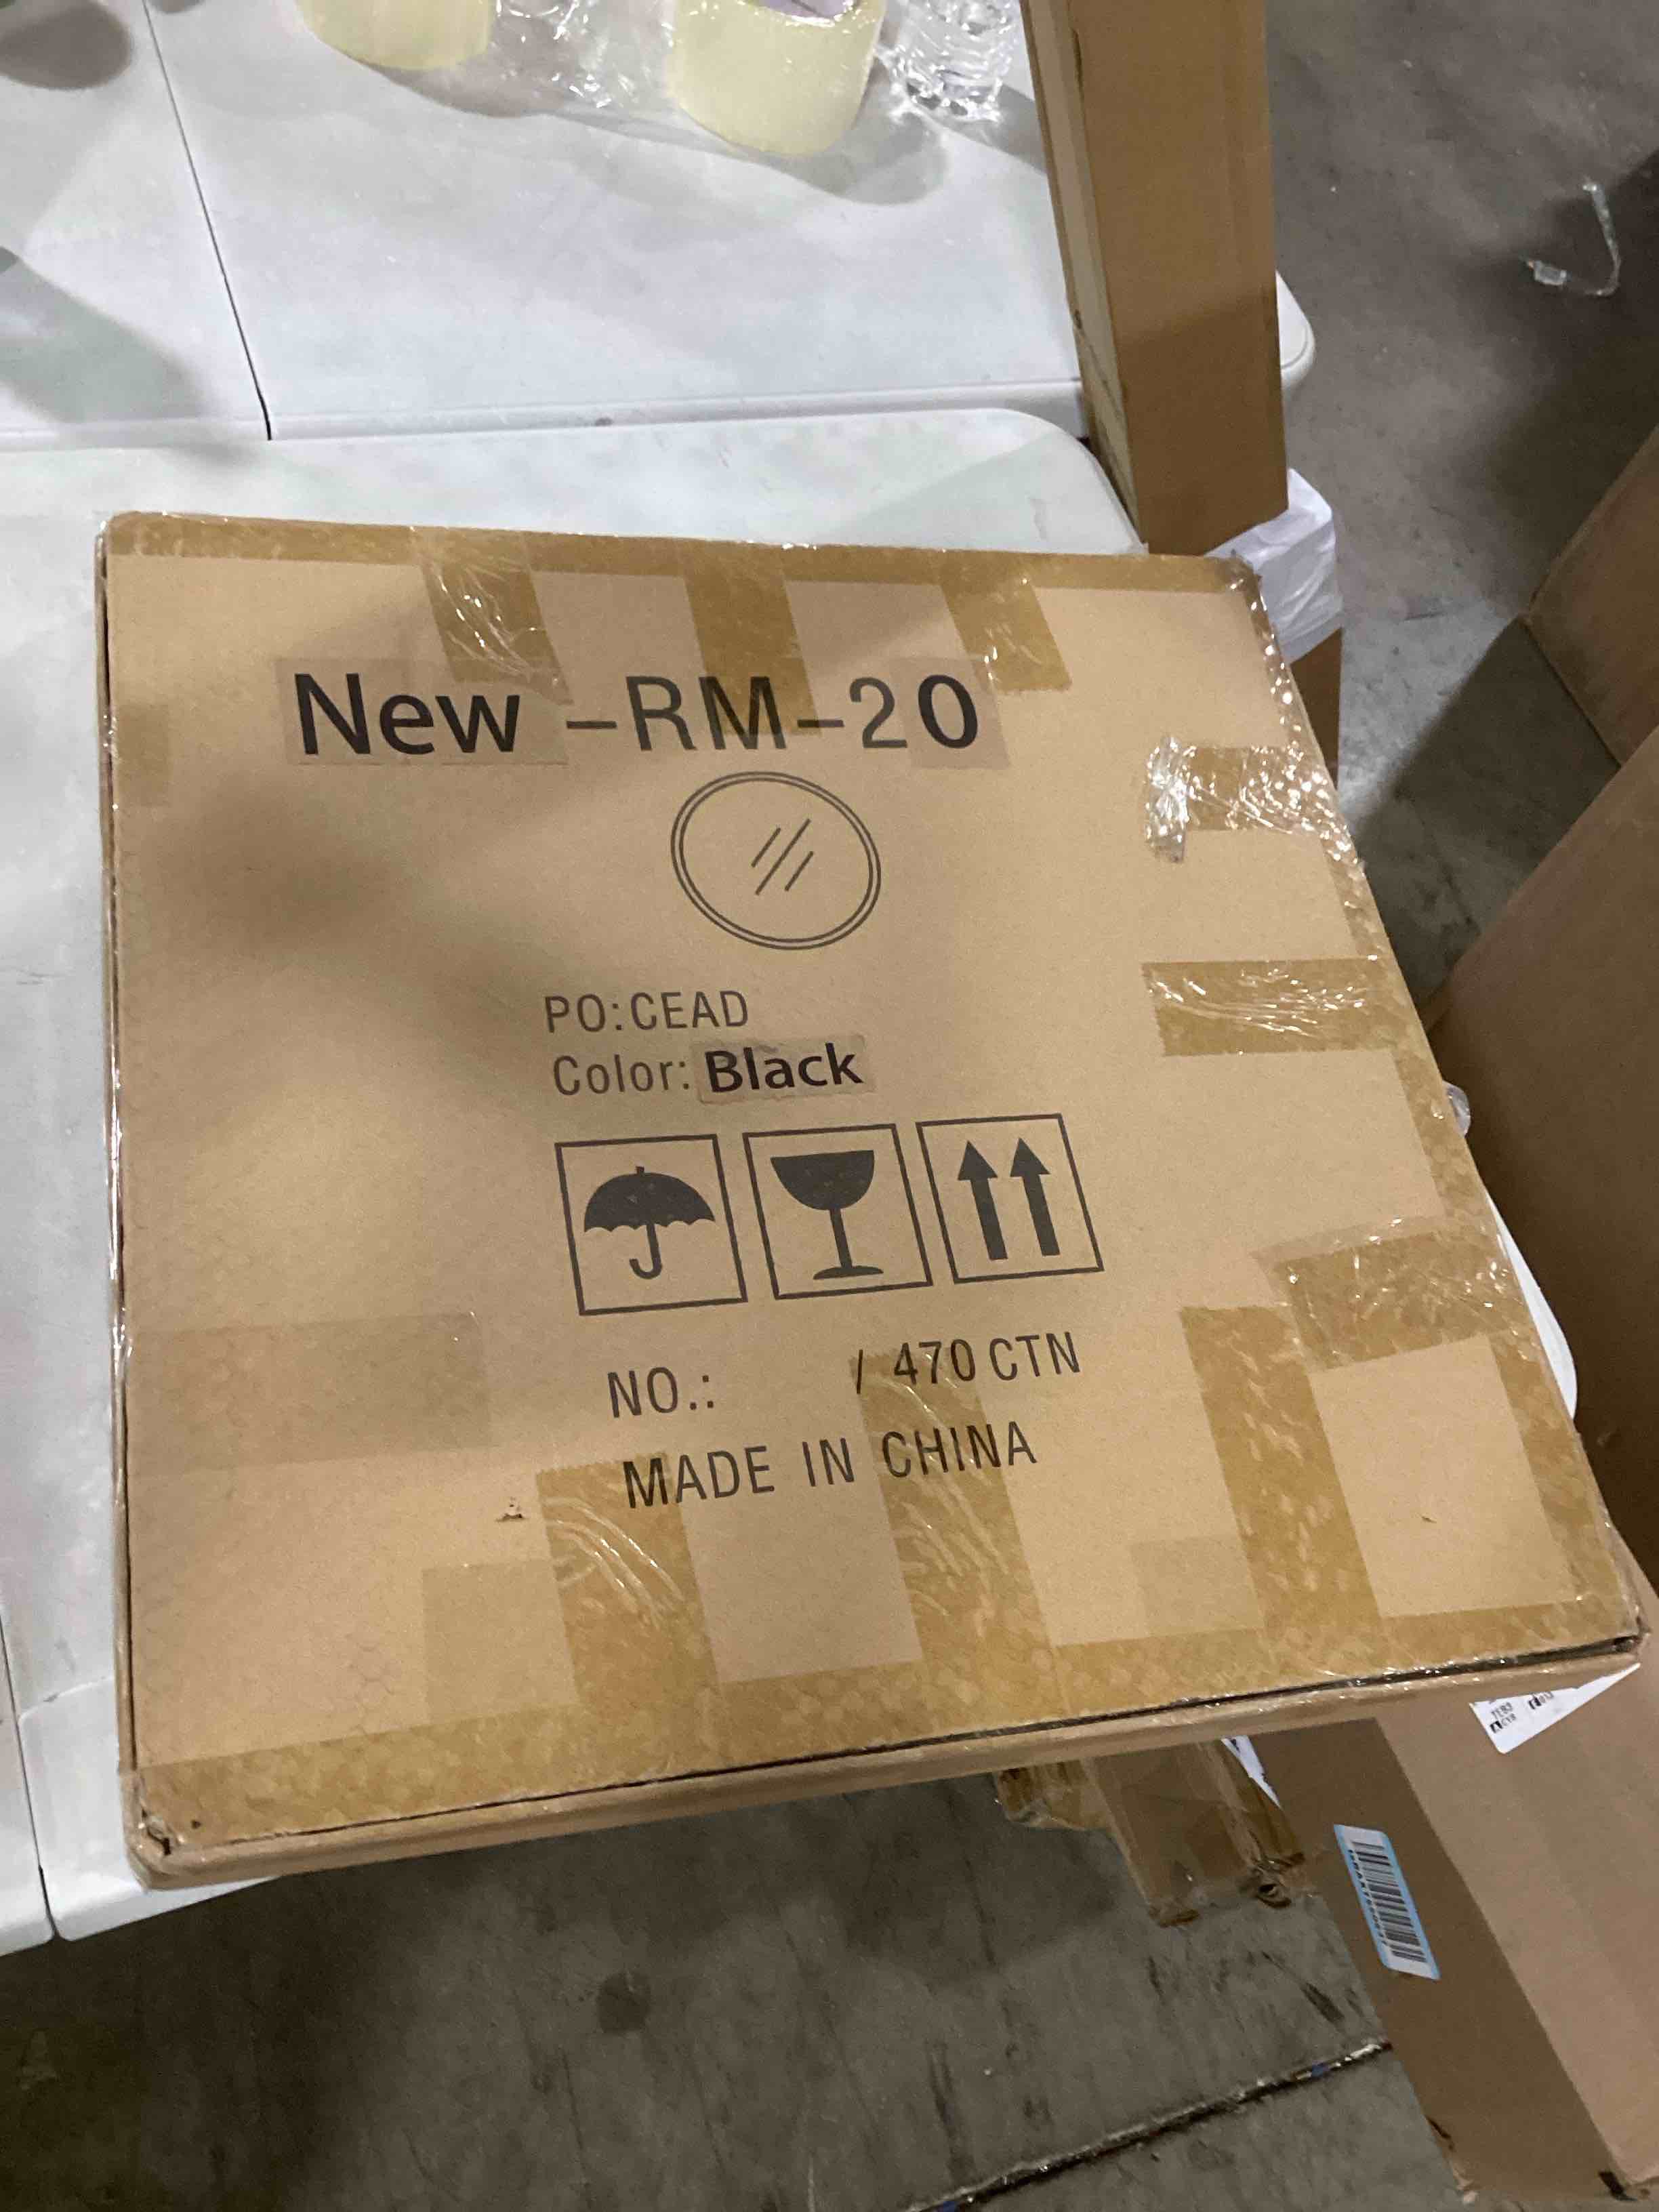 New -RM-20
PO:CEAD
Color: Black
NO.: / 470 CTN
MADE IN CHINA